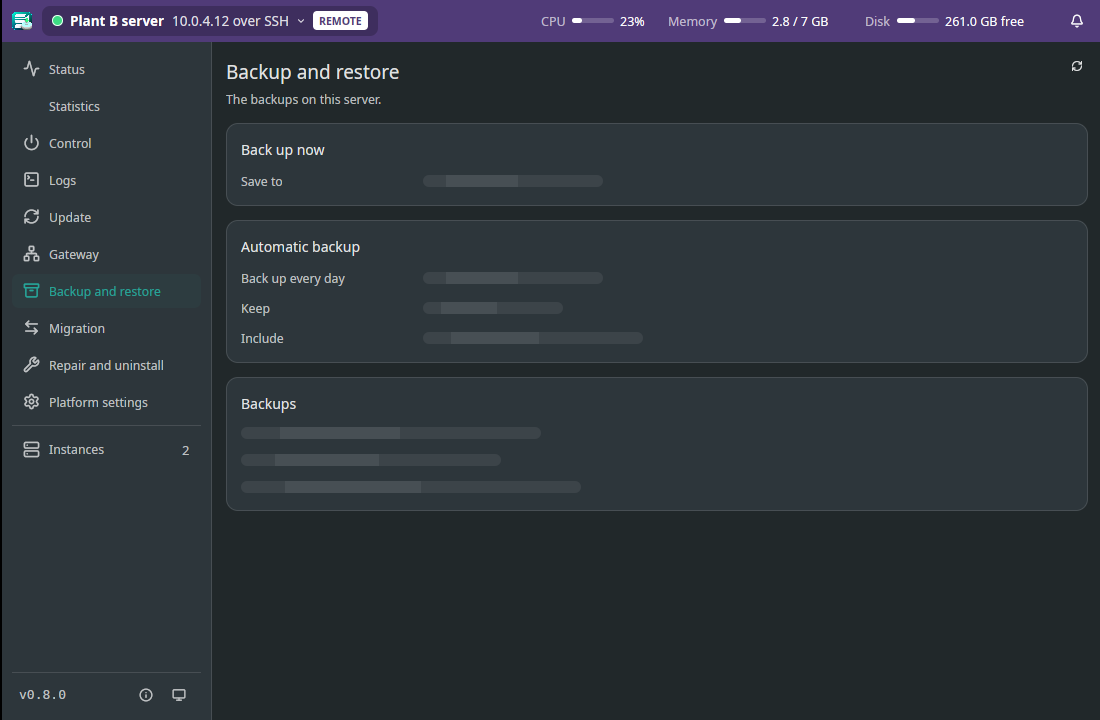 Plant B server 10.0.4.12 over SSH REMOTE CPU 23% Memory 2.8 / 7 GB Disk 261.0 GB free
Status
Statistics
Control
Logs
Update
Gateway
Backup and restore
Migration
Repair and uninstall
Platform settings
Instances 2
v0.8.0
Backup and restore
The backups on this server.
Back up now
Save to
Automatic backup
Back up every day
Keep
Include
Backups